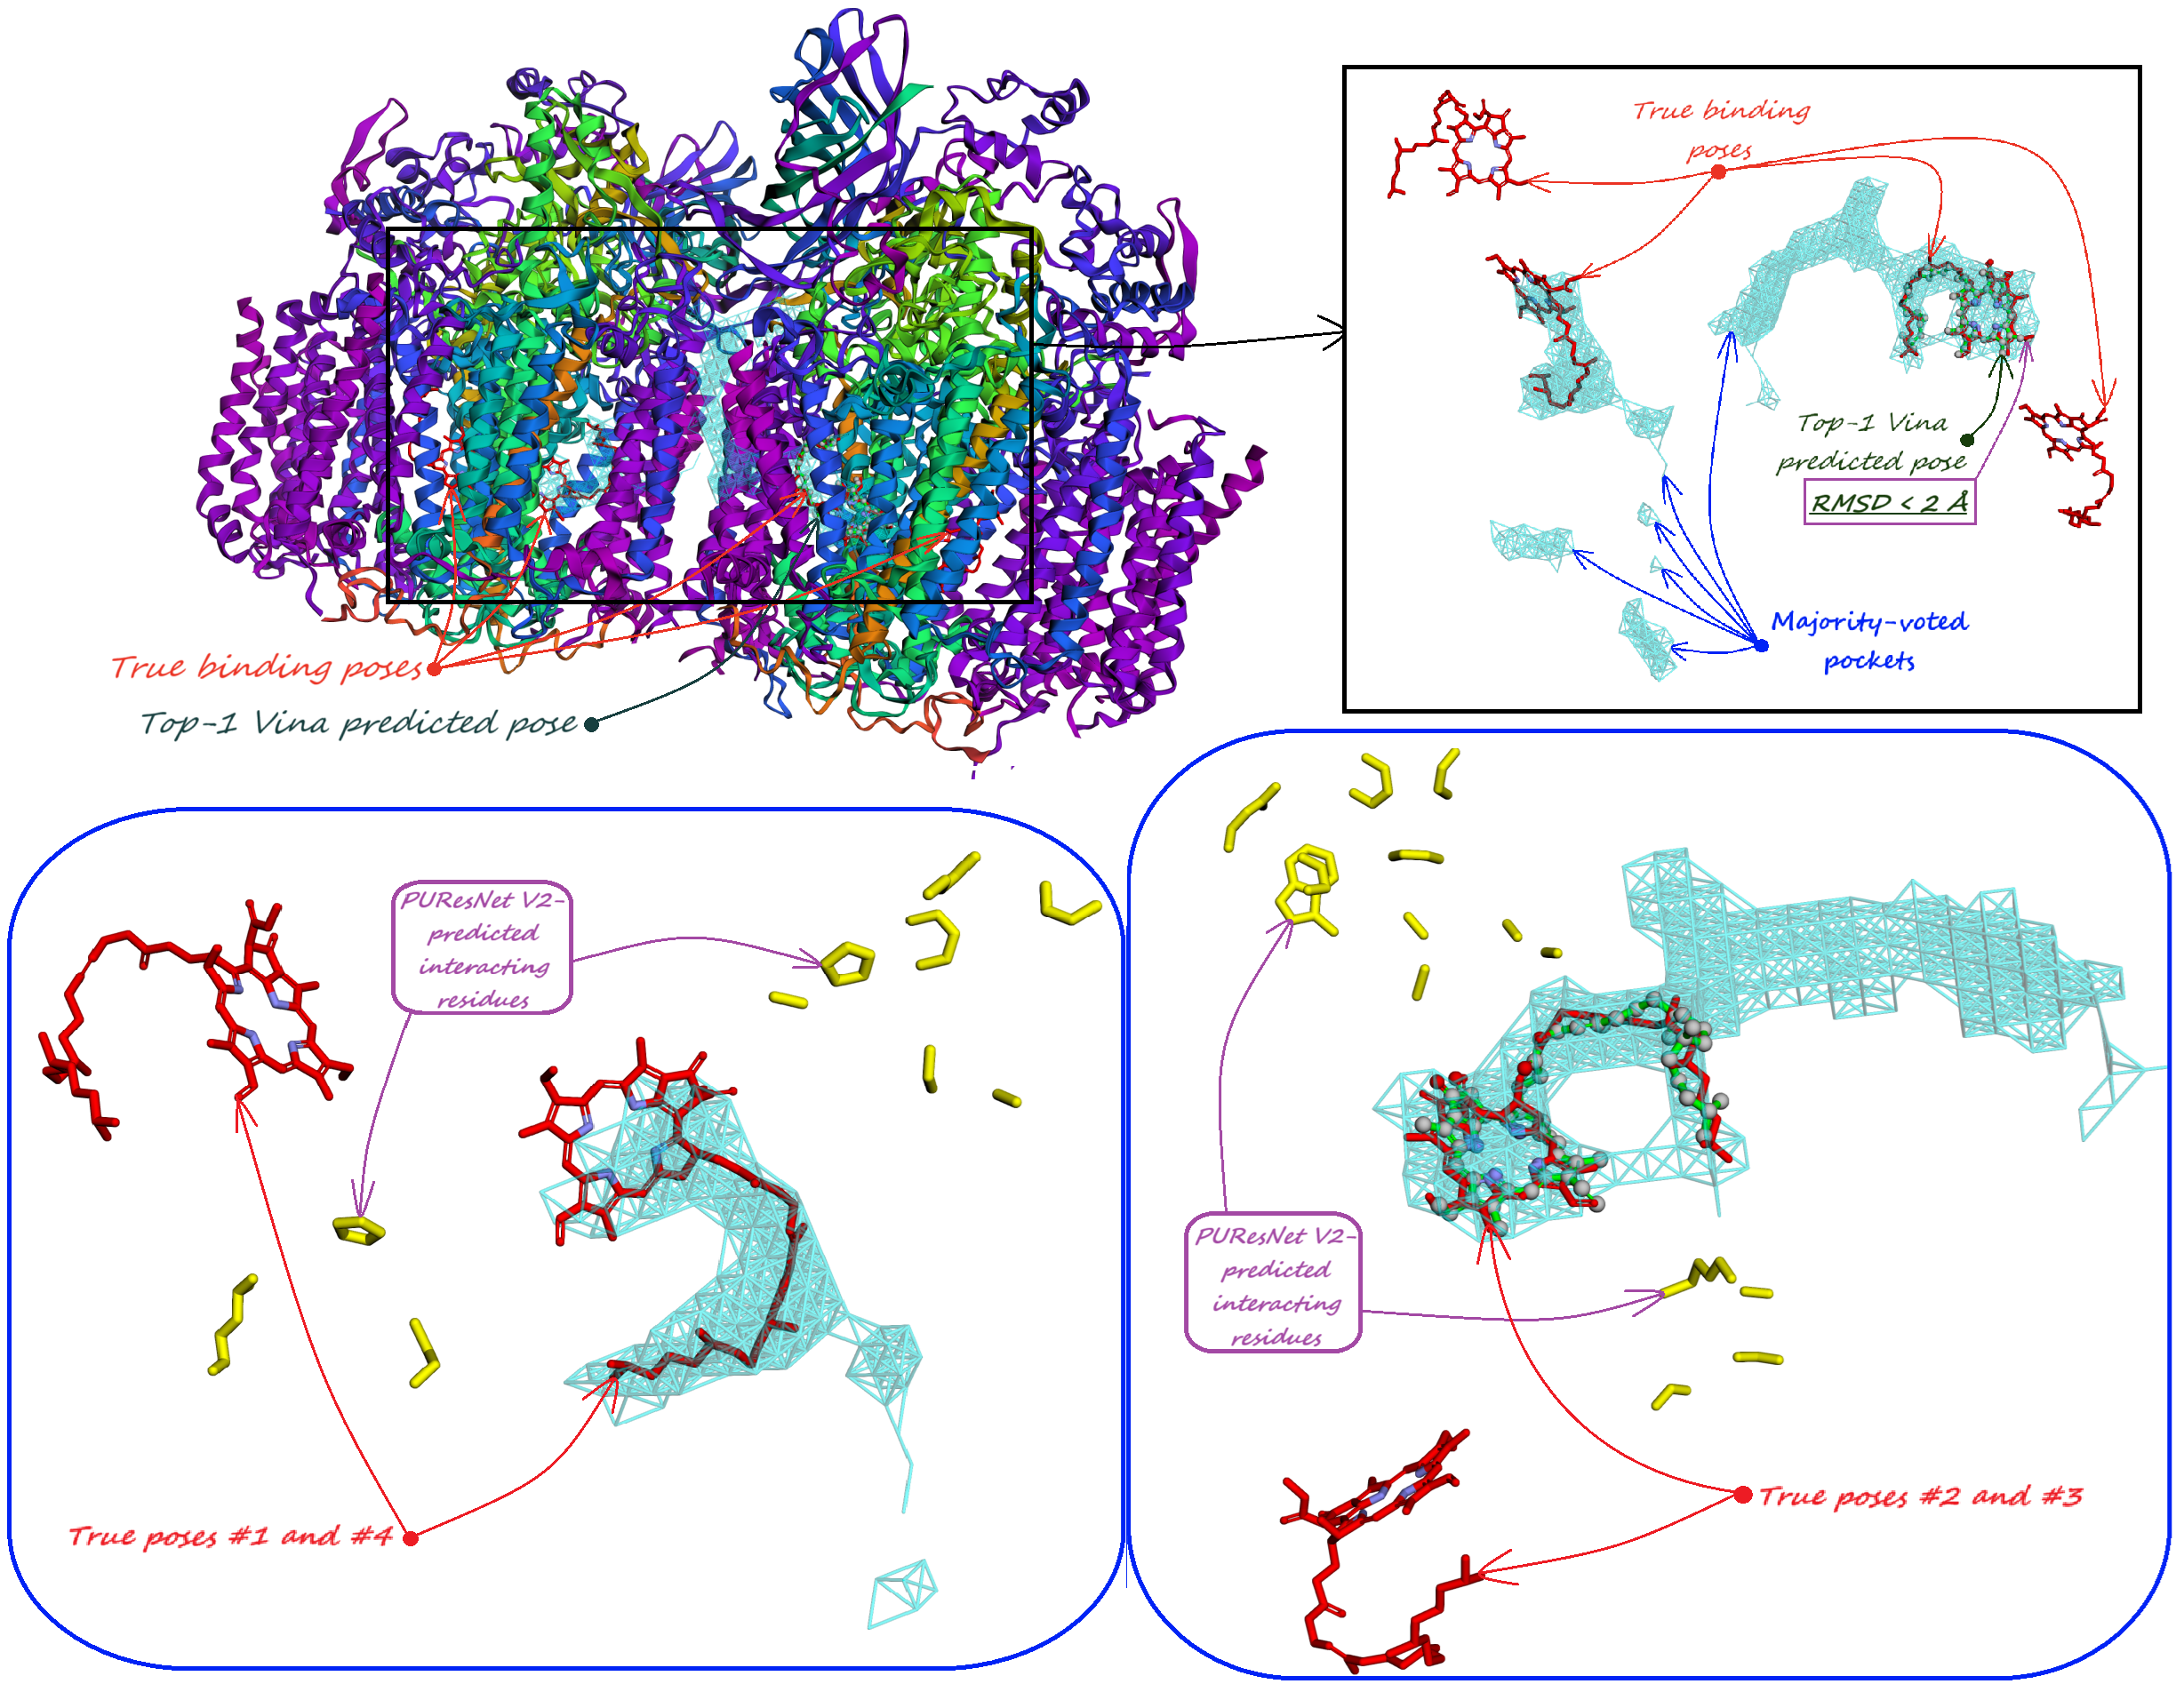 True binding
poses
Top-1 Vina
predicted pose
RMSD < 2 Å
Majority-voted
pockets
True binding poses
Top-1 Vina predicted pose
PUResNet V2-
predicted
interacting
residues
True poses #1 and #4
PUResNet V2-
predicted
interacting
residues
True poses #2 and #3